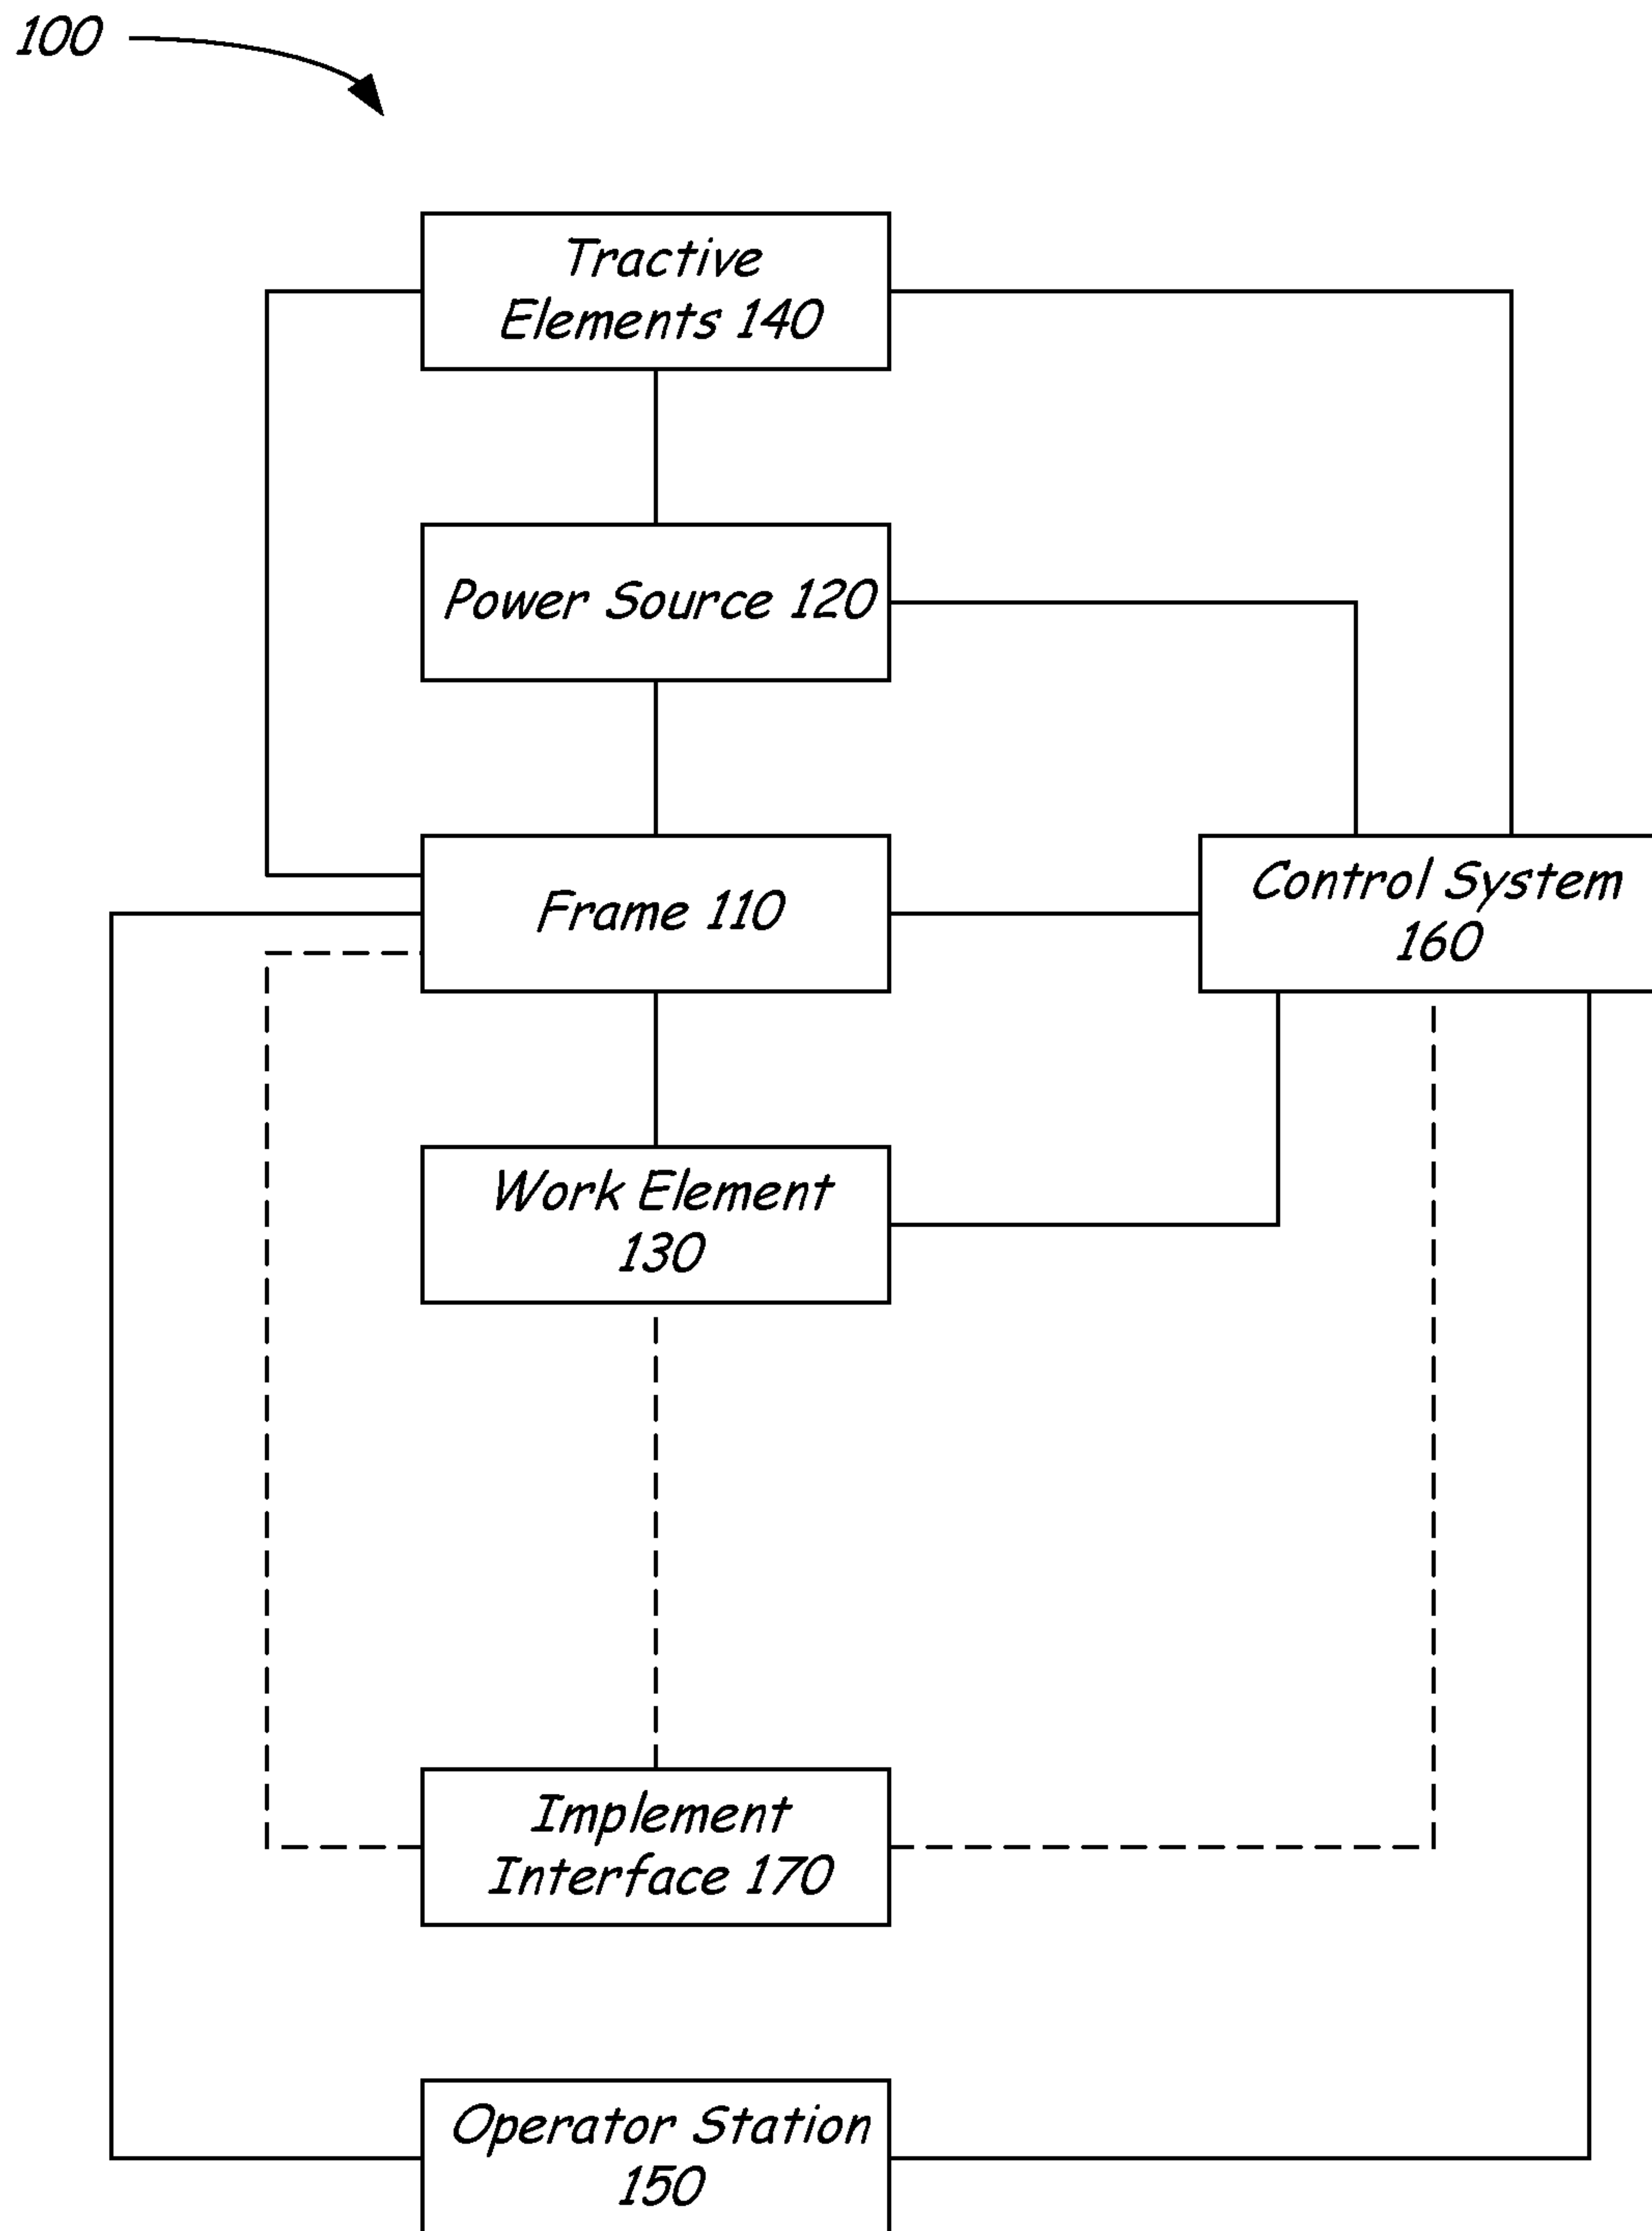 100
Tractive
Elements 140
Power Source 120
Frame 110
Control System
160
Work Element
130
Implement
Interface 170
Operator Station
150